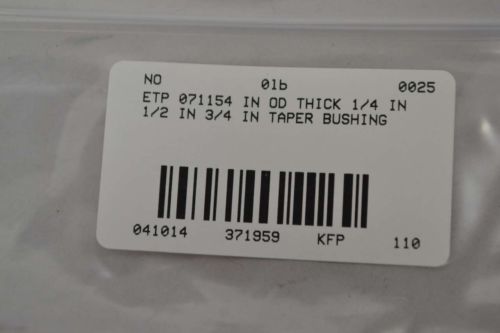 NO 01b 0025
ETP 071154 IN OD THICK 1/4 IN
1/2 IN 3/4 IN TAPER BUSHING
041014 371959 KFP 110